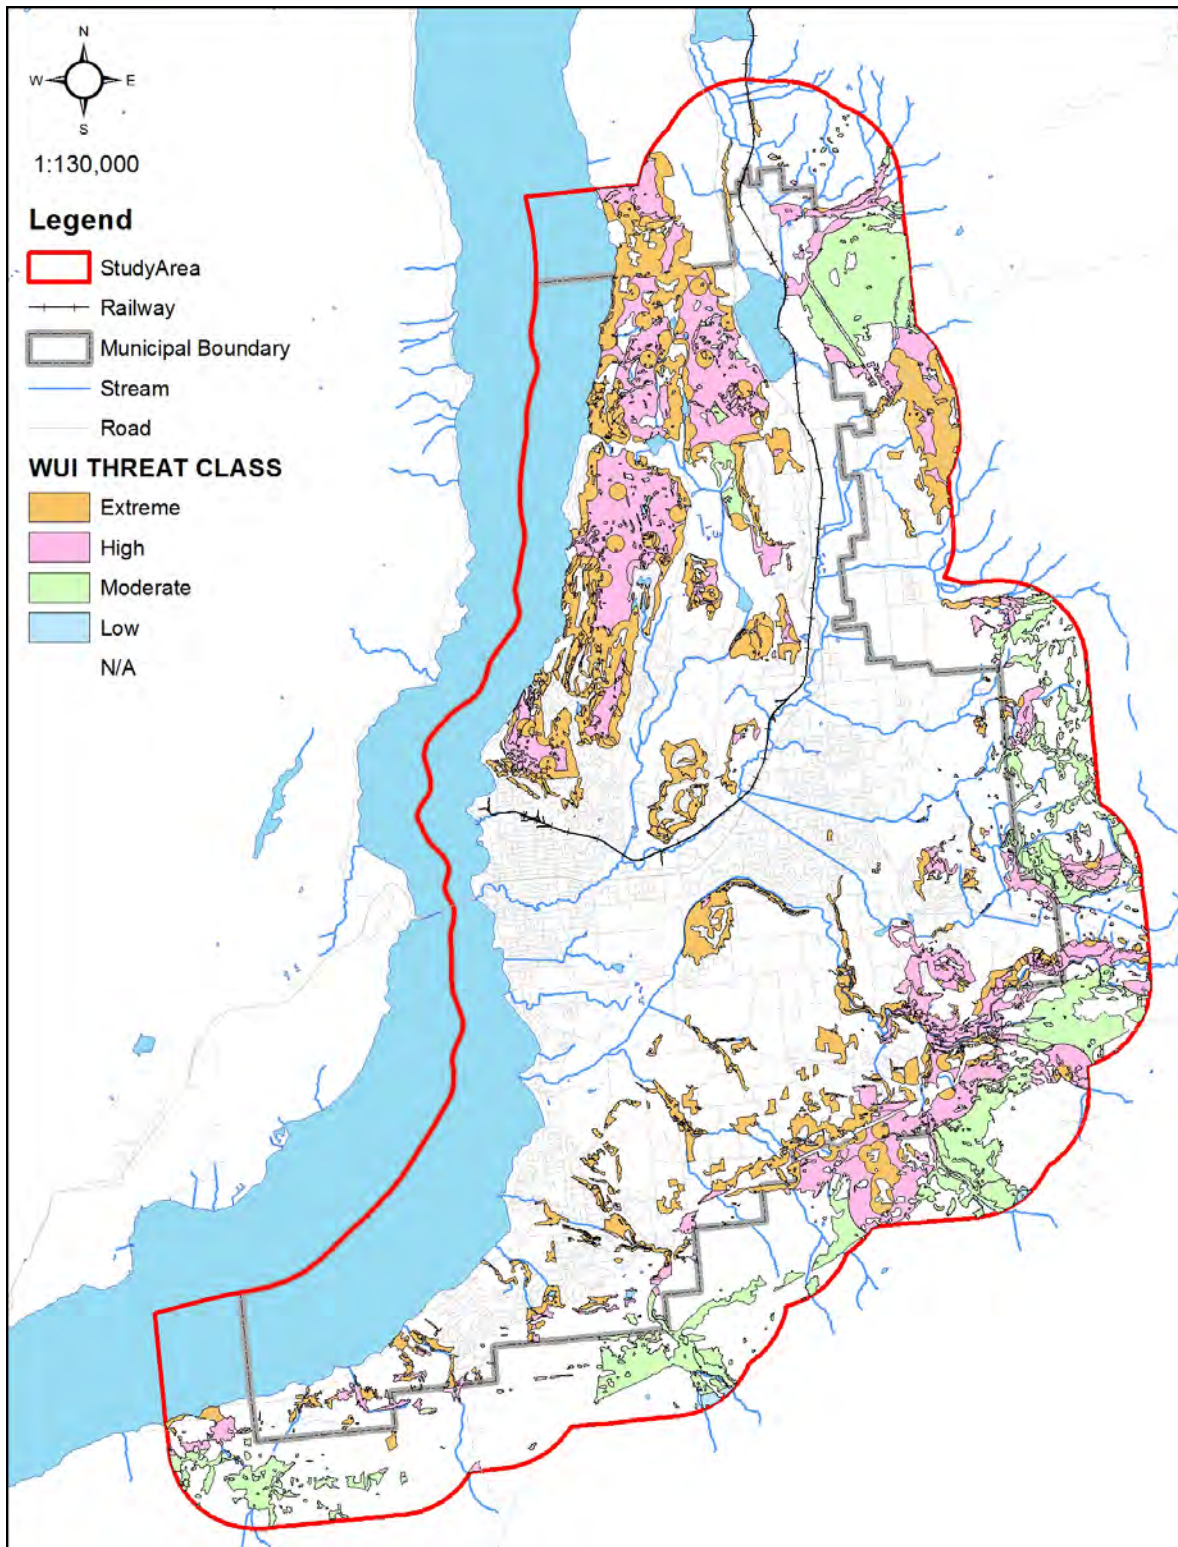 N
W E
S
1:130,000
Legend
StudyArea
Railway
Municipal Boundary
Stream
Road
WUI THREAT CLASS
Extreme
High
Moderate
Low
N/A